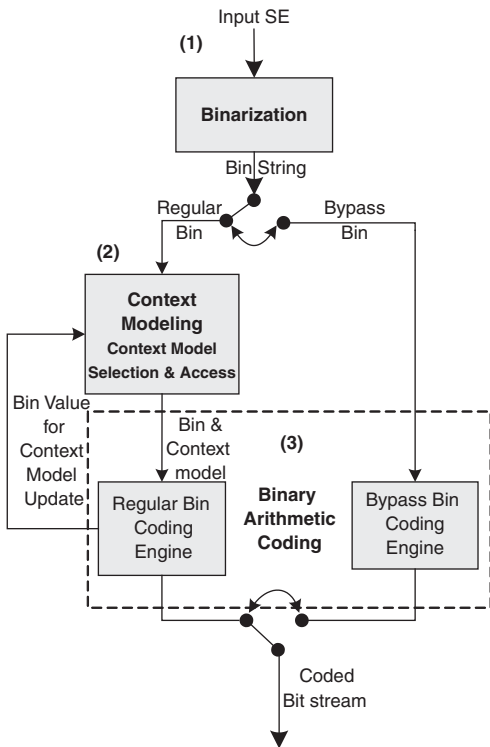 Input SE
(1)
Binarization
Bin String
Regular
Bin
Bypass
Bin
(2)
Context
Modeling
Context Model
Selection & Access
Bin Value
for
Context
Model
Update
Bin &
Context
model
(3)
Regular Bin
Coding
Engine
Binary
Arithmetic
Coding
Bypass Bin
Coding
Engine
Coded
Bit stream